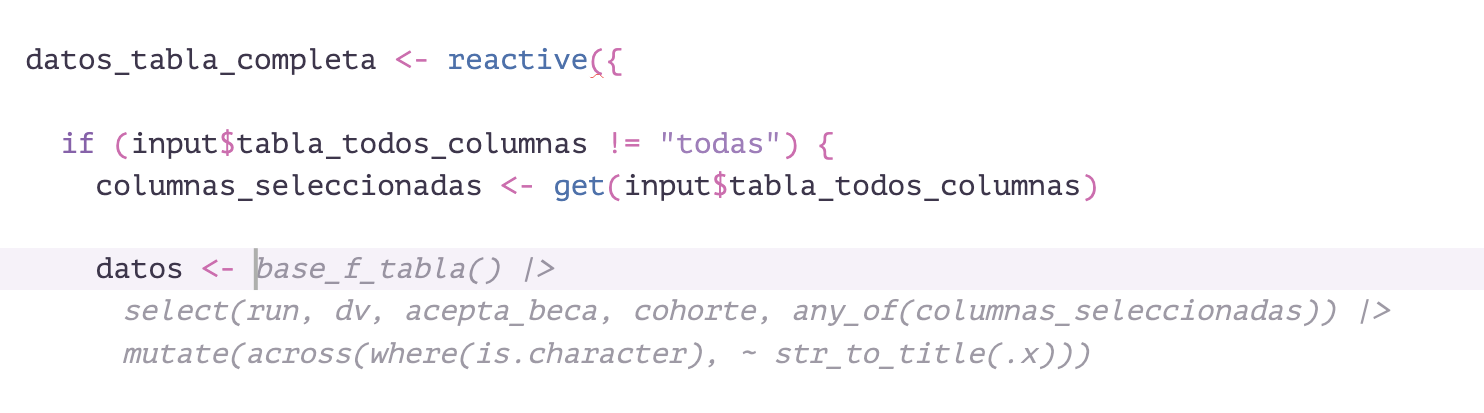 datos_tabla_completa <- reactive({
if (input$tabla_todos_columnas != "todas") {
columnas_seleccionadas <- get(input$tabla_todos_columnas)
datos <- base_f_tabla() |>
select(run, dv, acepta_beca, cohorte, any_of(columnas_seleccionadas)) |>
mutate(across(where(is.character), ~ str_to_title(.x)))